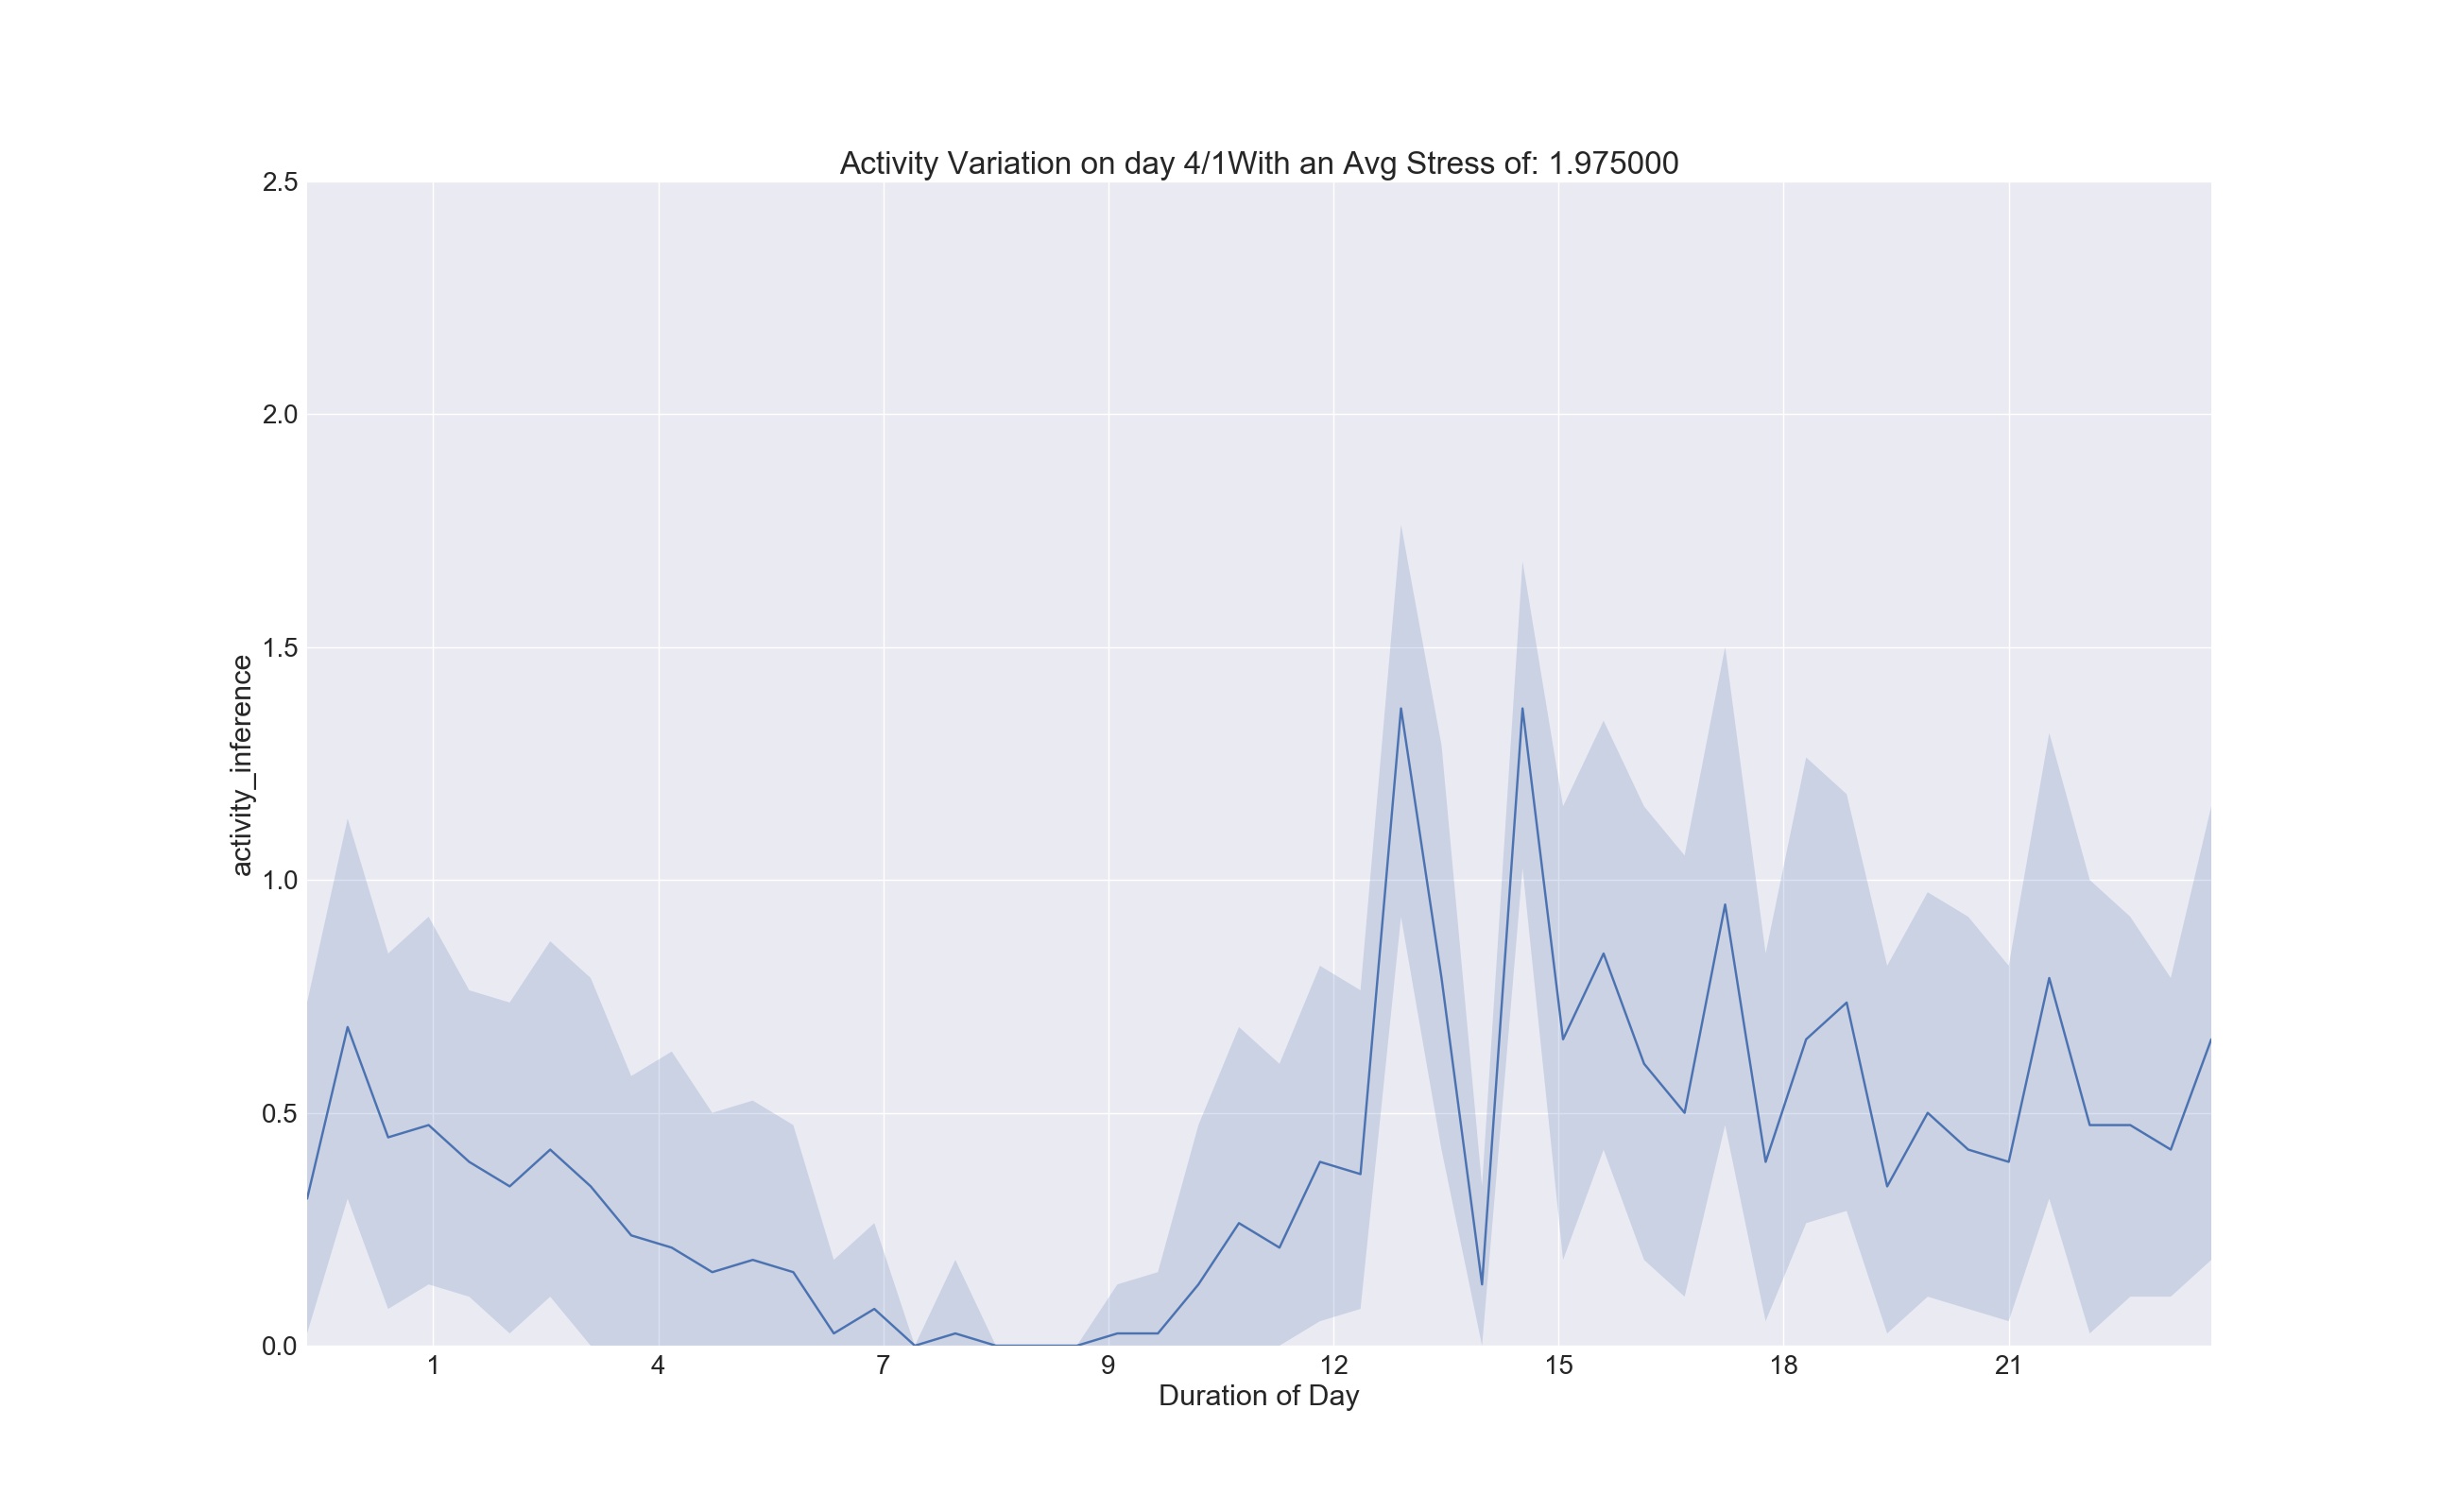 Activity Variation on day 4/1With an Avg Stress of: 1.975000
2.5
2.0
1.5
1.0
0.5
0.0
activity_inference
1 4 7 9 12 15 18 21
Duration of Day